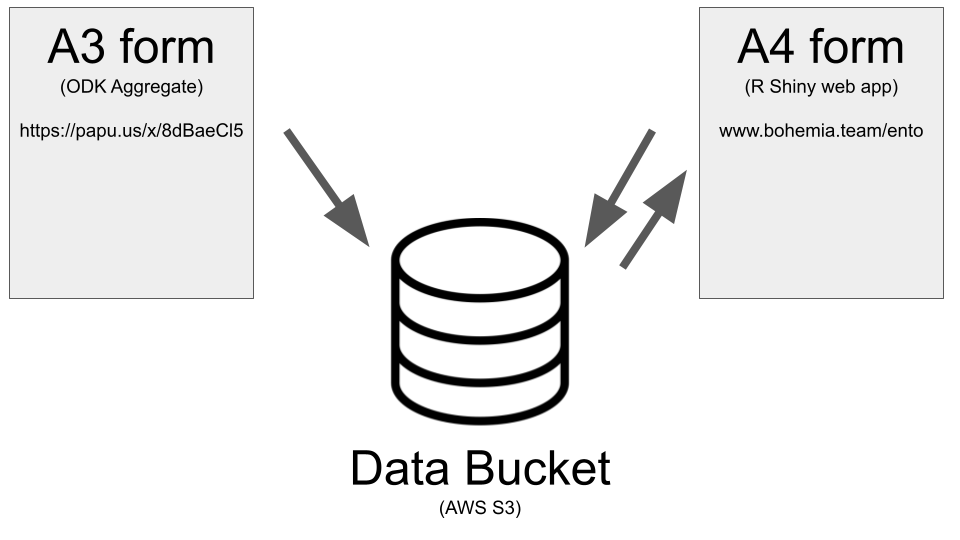 A3 form
(ODK Aggregate)
https://papu.us/x/8dBaeCl5
A4 form
(R Shiny web app)
www.bohemia.team/ento
Data Bucket
(AWS S3)